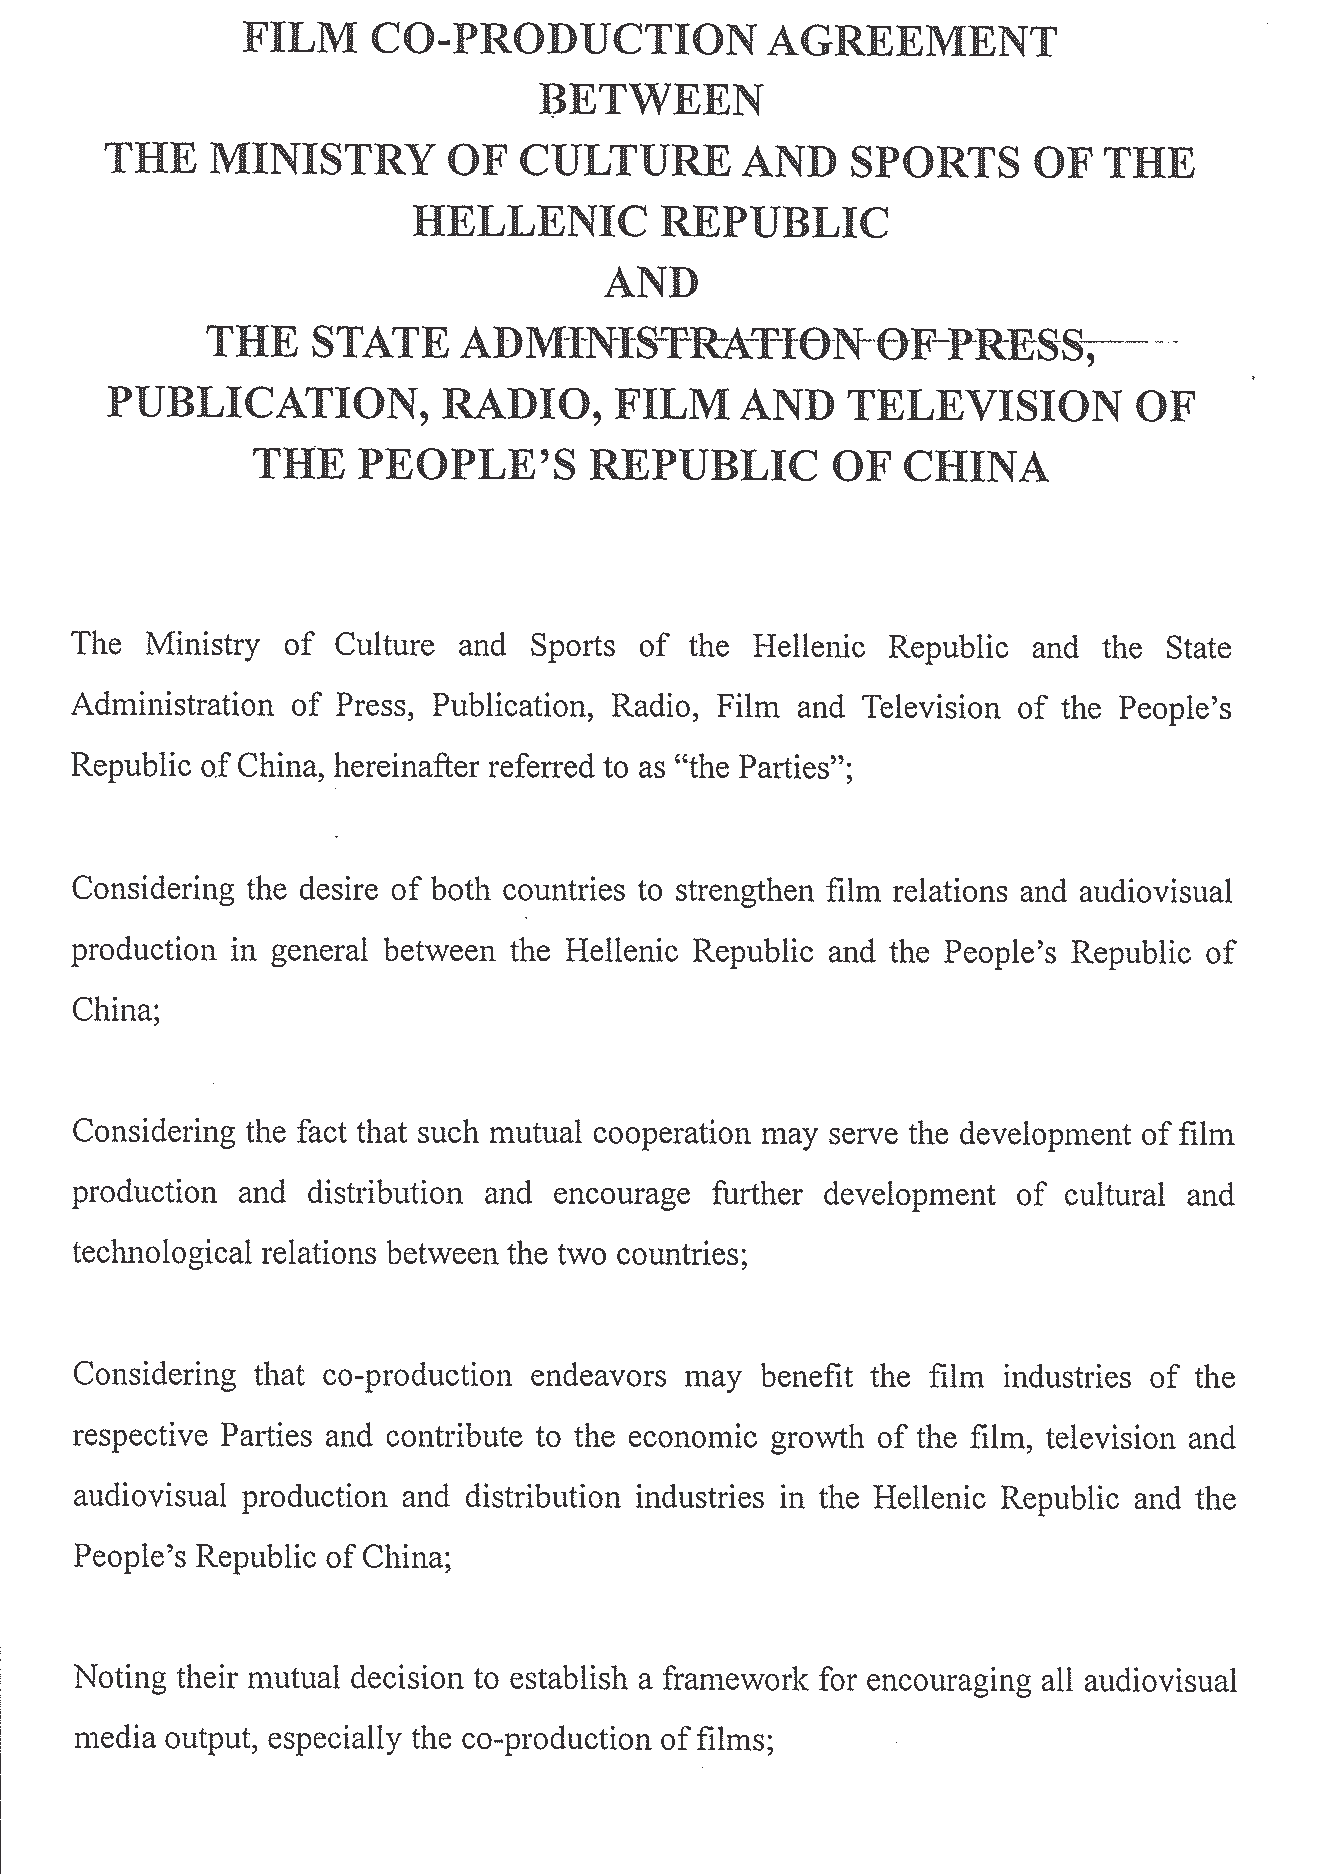 FILM CO-PRODUCTION AGREEMENT
BETWEEN
THE MINISTRY OF CULTURE AND SPORTS OF THE
HELLENIC REPUBLIC
AND
THE STATE ADMINISTRATION OF PRESS,
PUBLICATION, RADIO, FILM AND TELEVISION OF
THE PEOPLE’S REPUBLIC OF CHINA
The Ministry of Culture and Sports of the Hellenic Republic and the State
Administration of Press, Publication, Radio, Film and Television of the People’s
Republic of China, hereinafter referred to as “the Parties”;
Considering the desire of both countries to strengthen film relations and audiovisual
production in general between the Hellenic Republic and the People’s Republic of
China;
Considering the fact that such mutual cooperation may serve the development of film
production and distribution and encourage further development of cultural and
technological relations between the two countries;
Considering that co-production endeavors may benefit the film industries of the
respective Parties and contribute to the economic growth of the film, television and
audiovisual production and distribution industries in the Hellenic Republic and the
People’s Republic of China;
Noting their mutual decision to establish a framework for encouraging all audiovisual
media output, especially the co-production of films;